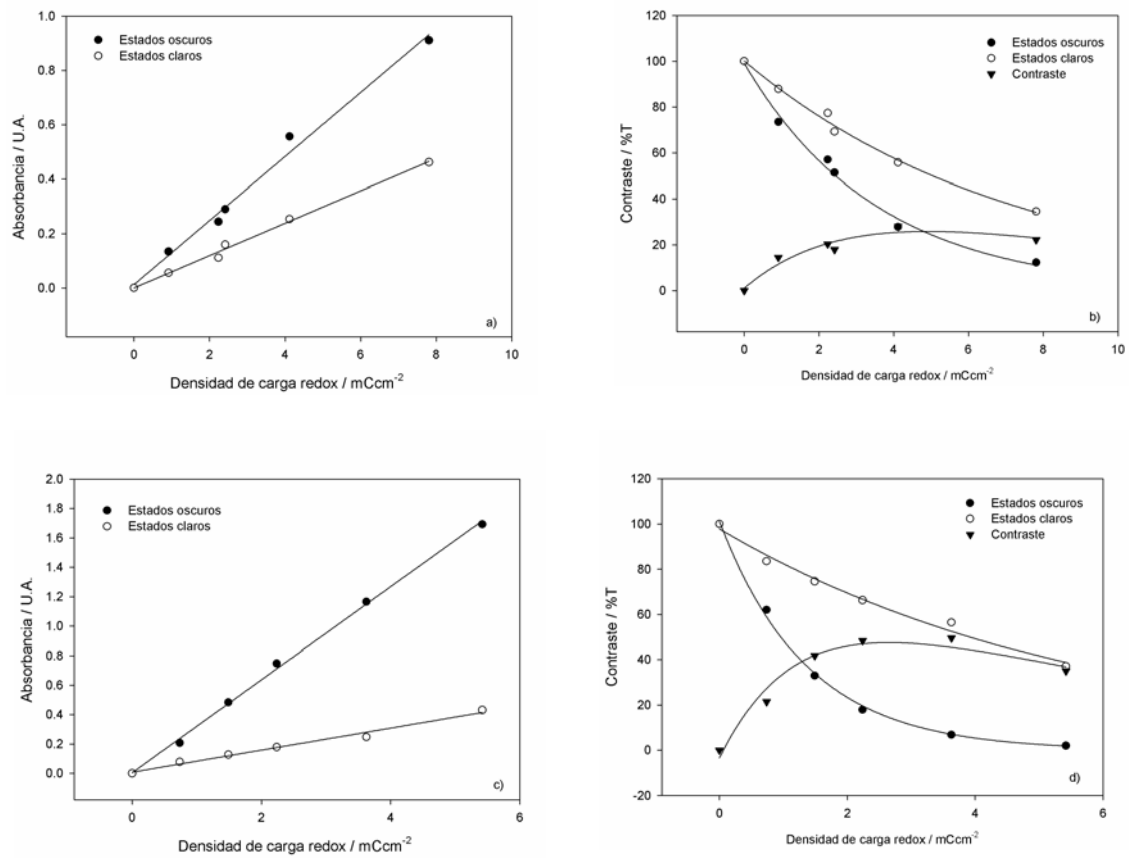 1.0
0.8
0.6
0.4
0.2
0.0
Absorbancia / U.A.
Estados oscuros
Estados claros
a)
0 2 4 6 8 10
Densidad de carga redox / mCcm⁻²
120
100
80
60
40
20
0
Contraste / %T
Estados oscuros
Estados claros
Contraste
b)
0 2 4 6 8 10
Densidad de carga redox / mCcm⁻²
2.0
1.8
1.6
1.4
1.2
1.0
0.8
0.6
0.4
0.2
0.0
Absorbancia / U.A.
Estados oscuros
Estados claros
c)
0 2 4 6
Densidad de carga redox / mCcm⁻²
120
100
80
60
40
20
0
-20
Contraste / %T
Estados oscuros
Estados claros
Contraste
d)
0 2 4 6
Densidad de carga redox / mCcm⁻²